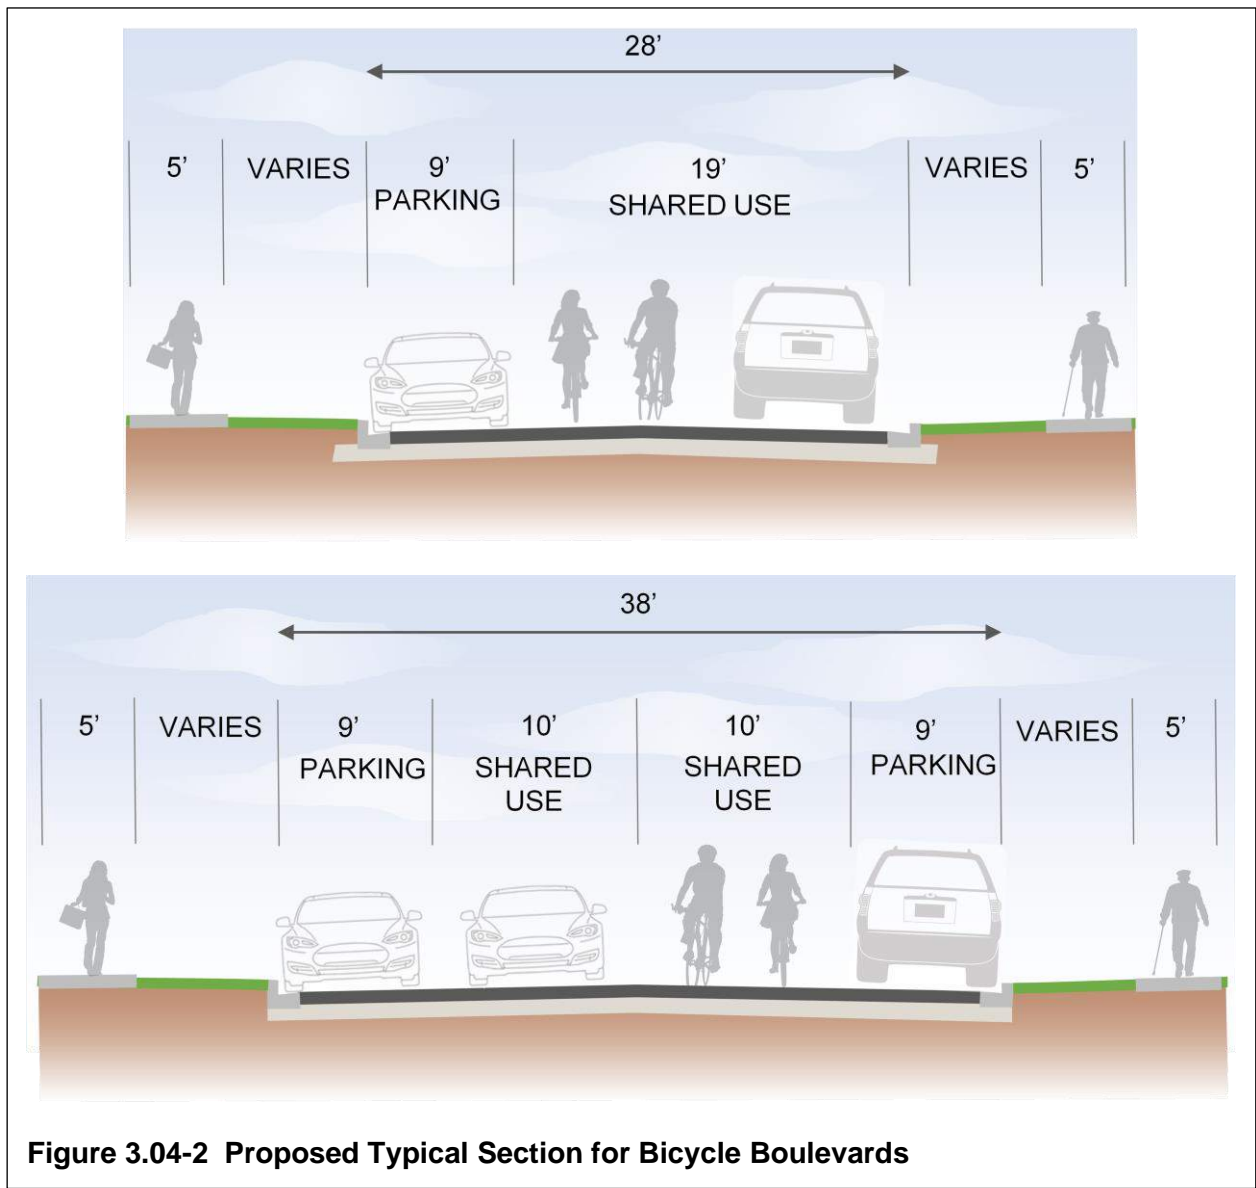 28’
5’ VARIES 9’ 19’ VARIES 5’
PARKING SHARED USE
38’
5’ VARIES 9’ 10’ 10’ 9’ VARIES 5’
PARKING SHARED SHARED PARKING
USE USE
Figure 3.04-2 Proposed Typical Section for Bicycle Boulevards